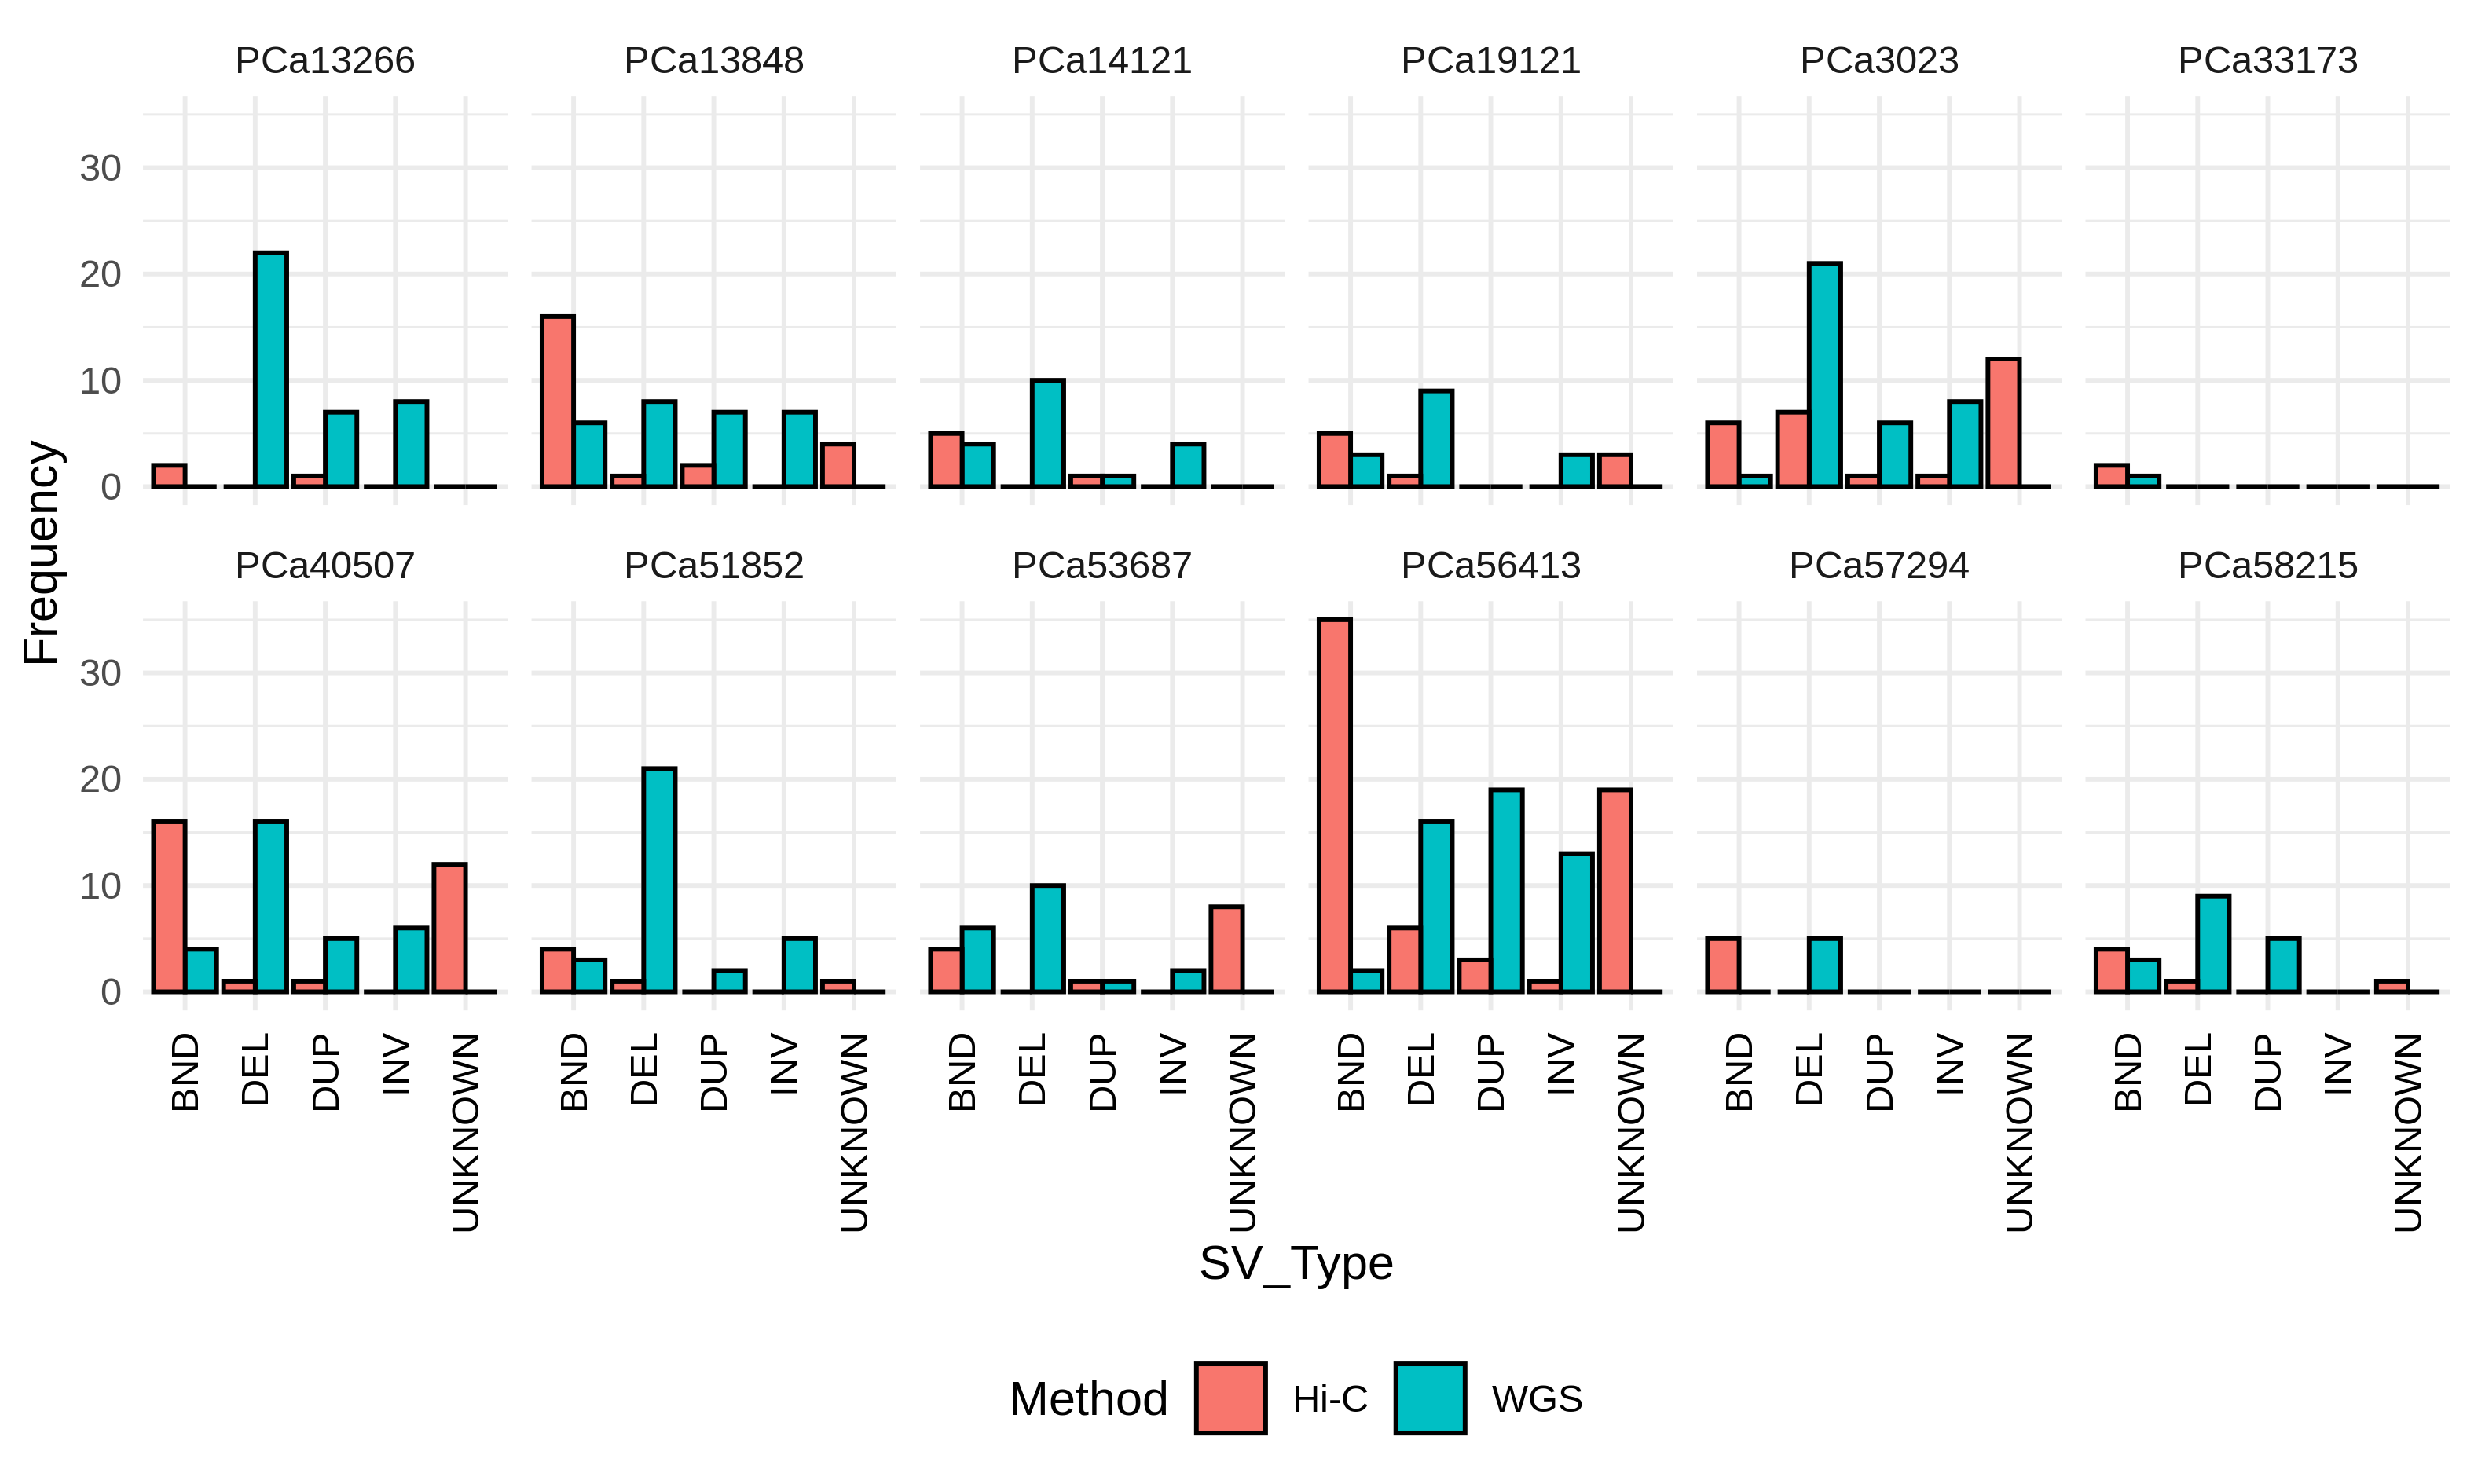 PCa13266 PCa13848 PCa14121 PCa19121 PCa3023 PCa33173
30
20
10
0
Frequency
PCa40507 PCa51852 PCa53687 PCa56413 PCa57294 PCa58215
30
20
10
0
BND DEL DUP INV UNKNOWN BND DEL DUP INV UNKNOWN BND DEL DUP INV UNKNOWN BND DEL DUP INV UNKNOWN BND DEL DUP INV UNKNOWN BND DEL DUP INV UNKNOWN
SV_Type
Method Hi-C WGS